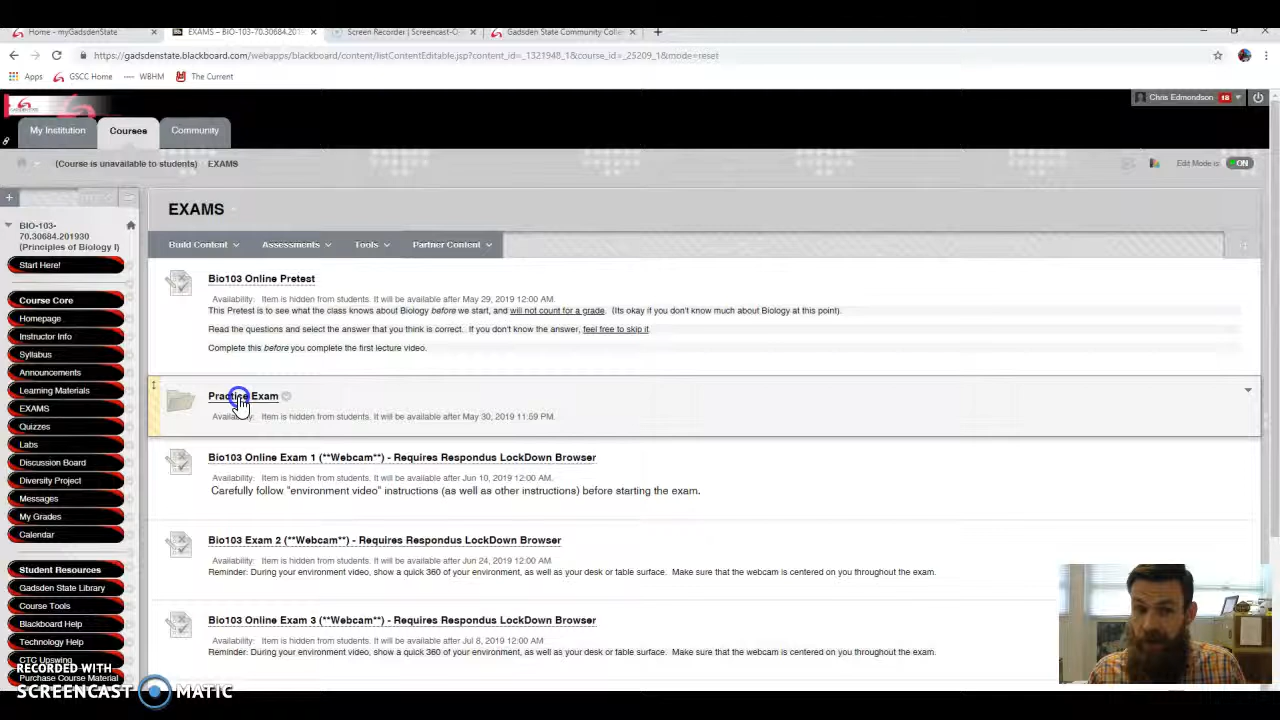 Home - myGadsdenState
EXAMS – BIO-103-70.30684.201
Screen Recorder | Screencast-O-
Gadsden State Community Colle
https://gadsdenstate.blackboard.com/webapps/blackboard/content/listContentEditable.jsp?content_id=_1321948_1&course_id=_25209_1&mode=reset
Apps GSCC Home WBHM The Current
Chris Edmondson 18
My Institution Courses Community
(Course is unavailable to students) EXAMS Edit Mode is: ON
BIO-103-
70.30684.201930
(Principles of Biology I)
Start Here!
Course Core
Homepage
Instructor Info
Syllabus
Announcements
Learning Materials
EXAMS
Quizzes
Labs
Discussion Board
Diversity Project
Messages
My Grades
Calendar
Student Resources
Gadsden State Library
Course Tools
Blackboard Help
Technology Help
CTC Upswing
Purchase Course Material
EXAMS
Build Content Assessments Tools Partner Content
Bio103 Online Pretest
Availability: Item is hidden from students. It will be available after May 29, 2019 12:00 AM.
This Pretest is to see what the class knows about Biology before we start, and will not count for a grade. (Its okay if you don't know much about Biology at this point).
Read the questions and select the answer that you think is correct. If you don't know the answer, feel free to skip it.
Complete this before you complete the first lecture video.
Practice Exam
Availability: Item is hidden from students. It will be available after May 30, 2019 11:59 PM.
Bio103 Online Exam 1 (**Webcam**) - Requires Respondus LockDown Browser
Availability: Item is hidden from students. It will be available after Jun 10, 2019 12:00 AM.
Carefully follow "environment video" instructions (as well as other instructions) before starting the exam.
Bio103 Exam 2 (**Webcam**) - Requires Respondus LockDown Browser
Availability: Item is hidden from students. It will be available after Jun 24, 2019 12:00 AM.
Reminder: During your environment video, show a quick 360 of your environment, as well as your desk or table surface. Make sure that the webcam is centered on you throughout the exam.
Bio103 Online Exam 3 (**Webcam**) - Requires Respondus LockDown Browser
Availability: Item is hidden from students. It will be available after Jul 8, 2019 12:00 AM
Reminder: During your environment video, show a quick 360 of your environment, as well as your desk or table surface. Make sure that the webcam is centered on you throughout the exam.
RECORDED WITH
SCREENCAST MATIC